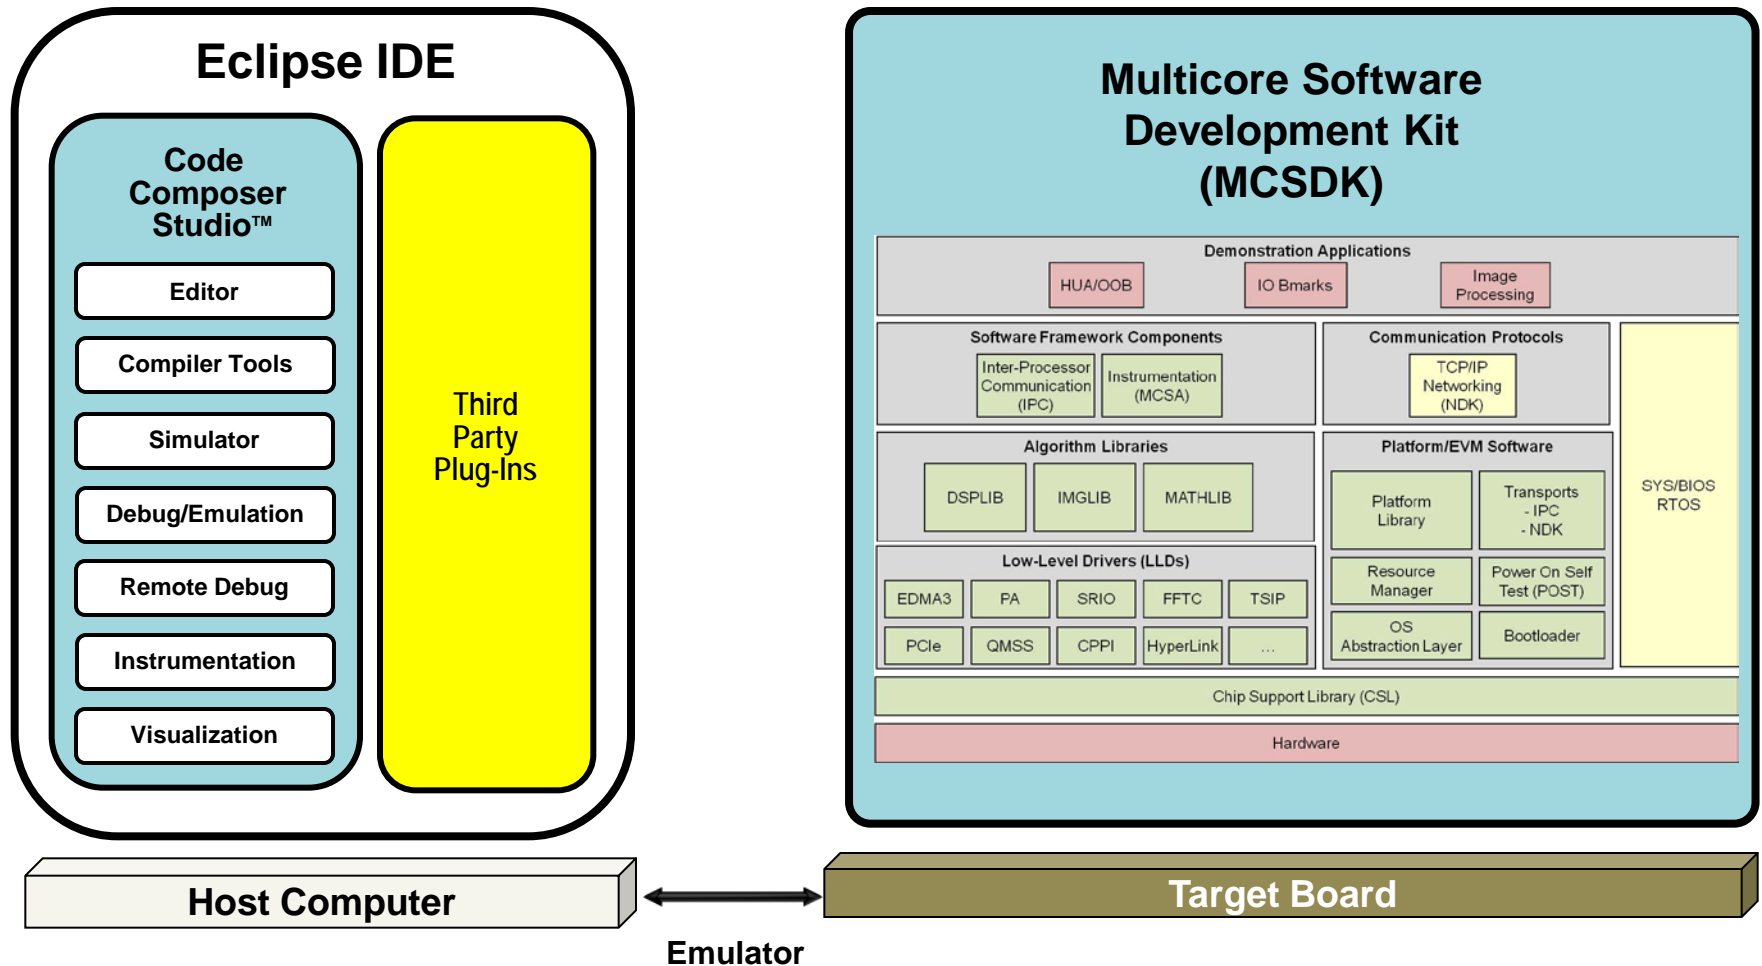 Eclipse IDE
Code
Composer
Studio™
Editor
Compiler Tools
Simulator
Debug/Emulation
Remote Debug
Instrumentation
Visualization
Third
Party
Plug-Ins
Multicore Software
Development Kit
(MCSDK)
Demonstration Applications
HUA/OOB
IO Bmarks
Image
Processing
Software Framework Components
Inter-Processor
Communication
(IPC)
Instrumentation
(MCSA)
Communication Protocols
TCP/IP
Networking
(NDK)
Algorithm Libraries
DSPLIB
IMGLIB
MATHLIB
Platform/EVM Software
Platform
Library
Transports
- IPC
- NDK
Resource
Manager
Power On Self
Test (POST)
OS
Abstraction Layer
Bootloader
SYS/BIOS
RTOS
Low-Level Drivers (LLDs)
EDMA3
PA
SRIO
FFTC
TSIP
PCIe
QMSS
CPPI
HyperLink
...
Chip Support Library (CSL)
Hardware
Host Computer
Target Board
Emulator